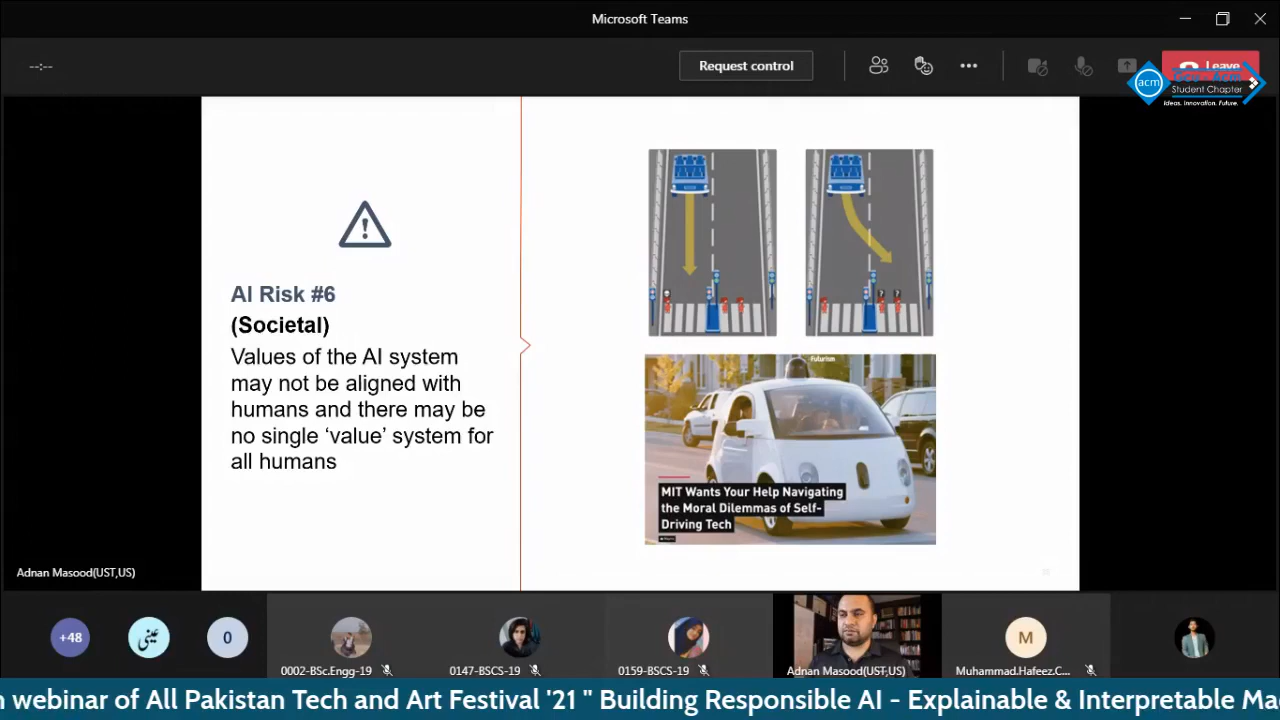 Microsoft Teams
--:--
Request control
Leave
acm
Student Chapter
Ideas. Innovation. Future.
AI Risk #6
(Societal)
Values of the AI system
may not be aligned with
humans and there may be
no single ‘value’ system for
all humans
Futurism
MIT Wants Your Help Navigating
the Moral Dilemmas of Self-
Driving Tech
Adnan Masood(UST,US)
+48
عینی
0
M
0002-BSc.Engg-19
0147-BSCS-19
0159-BSCS-19
Adnan Masood(UST,US)
Muhammad.Hafeez.C...
n webinar of All Pakistan Tech and Art Festival '21 " Building Responsible AI - Explainable & Interpretable Ma